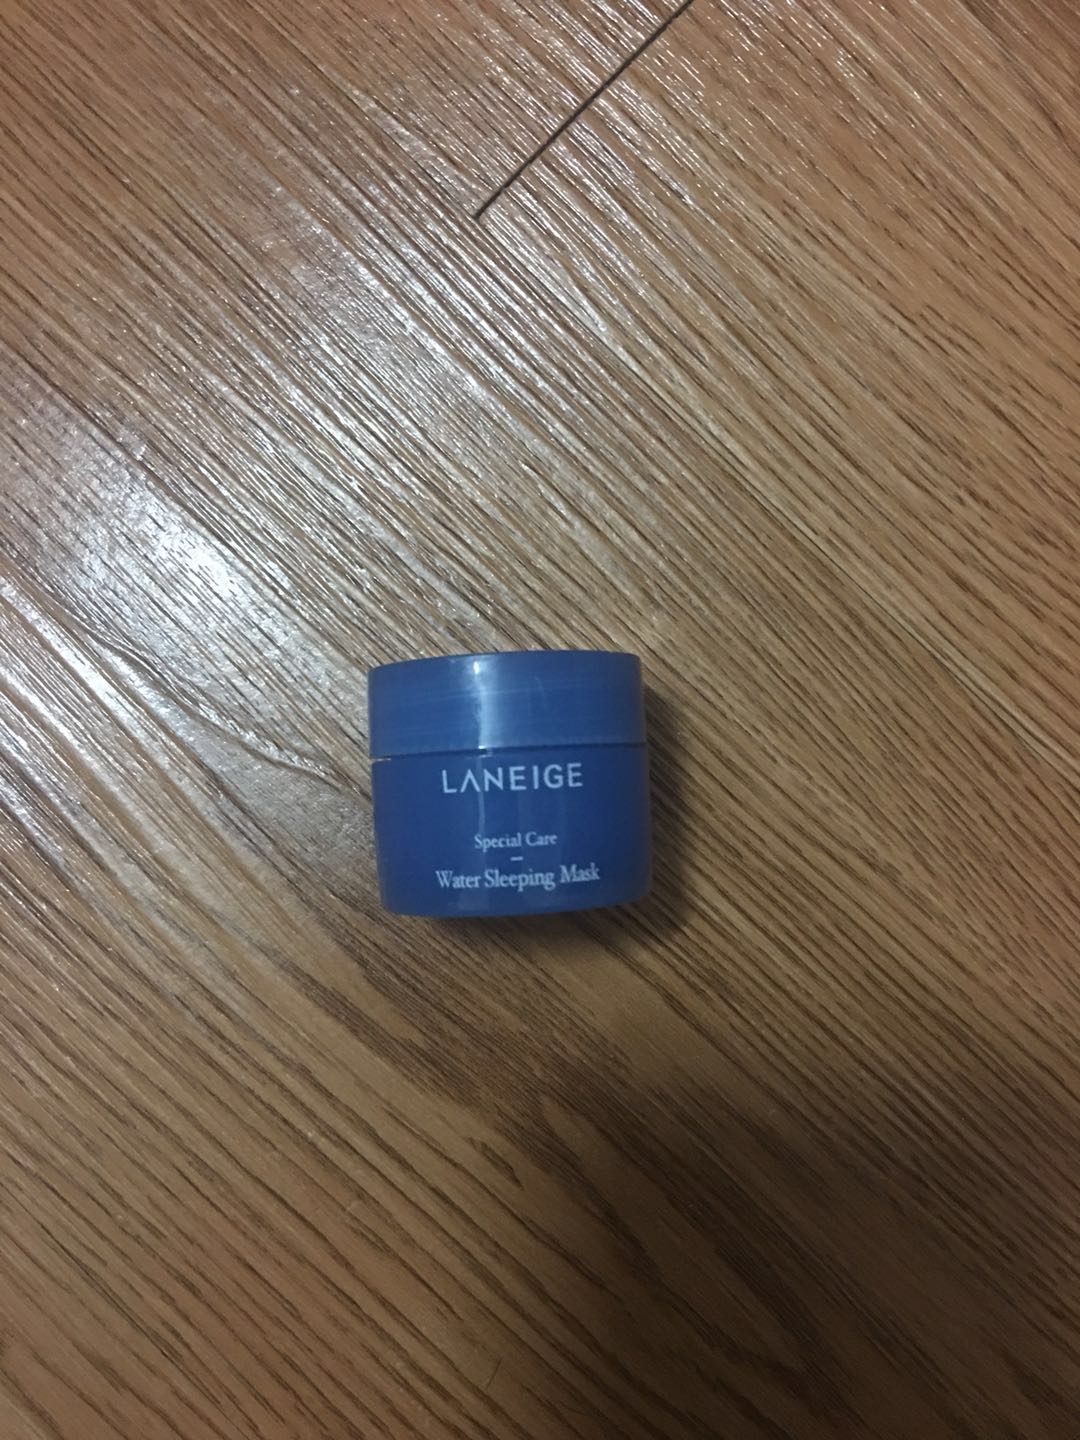 LANEIGE
Special Care
Water Sleeping Mask